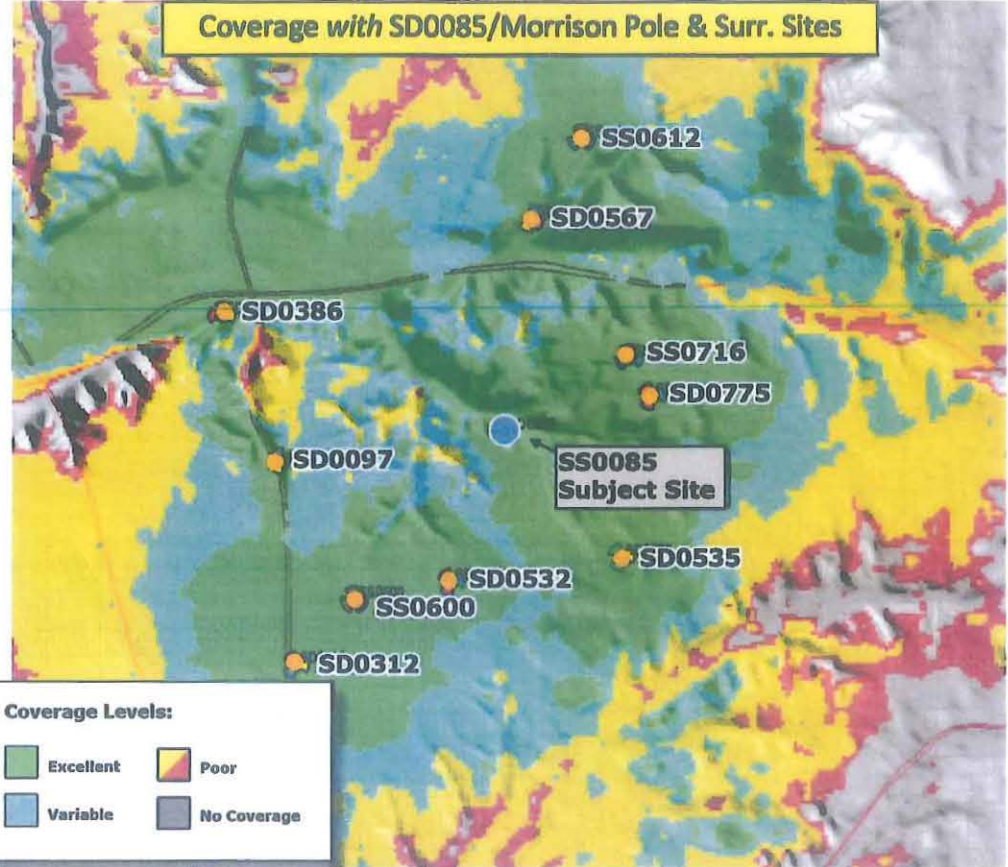 Coverage with SD0085/Morrison Pole & Surr. Sites
SS0612
SD0567
SD0386
SS0716
SD0775
SD0097
SS0085
Subject Site
SD0535
SD0532
SS0600
SD0312
Coverage Levels:
Excellent
Poor
Variable
No Coverage